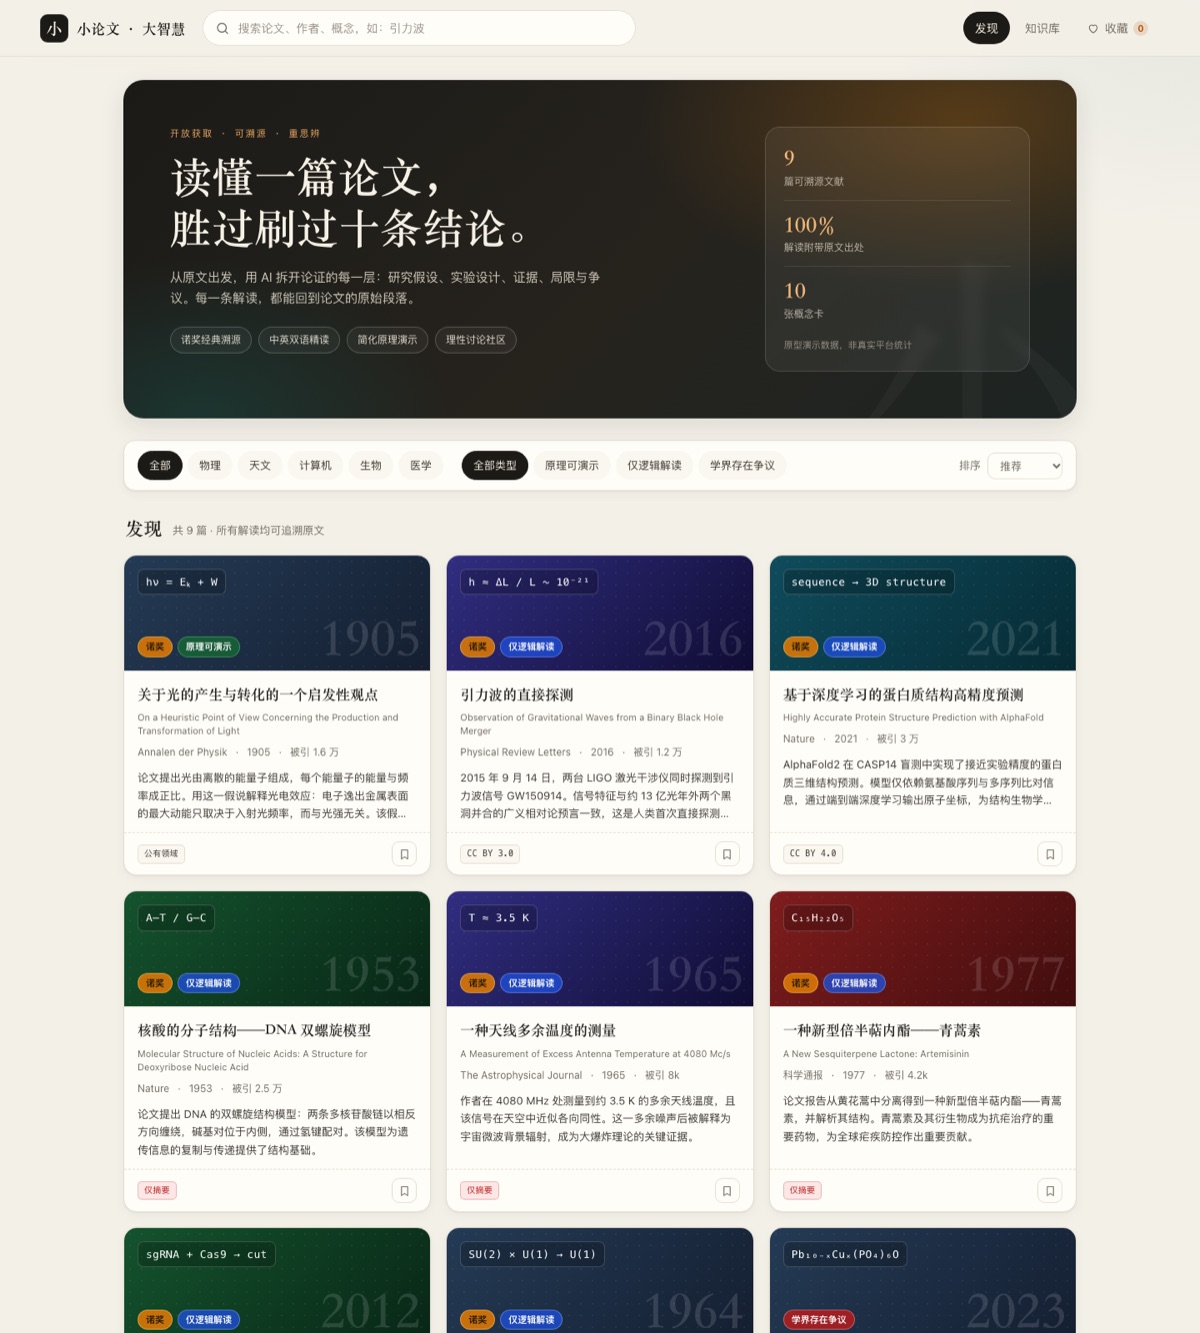 小
小论文 · 大智慧
搜索论文、作者、概念，如：引力波
发现
知识库
收藏 0
开放获取 · 可溯源 · 重思辨
读懂一篇论文，
胜过刷过十条结论。
从原文出发，用 AI 拆开论证的每一层：研究假设、实验设计、证据、局限与争
议。每一条解读，都能回到论文的原始段落。
诺奖经典溯源
中英双语精读
简化原理演示
理性讨论社区
9
篇可溯源文献
100%
解读附带原文出处
10
张概念卡
原型演示数据，非真实平台统计
小
全部
物理
天文
计算机
生物
医学
全部类型
原理可演示
仅逻辑解读
学界存在争议
排序
推荐
发现
共 9 篇 · 所有解读均可追溯原文
hν = Eₖ + W
1905
诺奖
原理可演示
关于光的产生与转化的一个启发性观点
On a Heuristic Point of View Concerning the Production and
Transformation of Light
Annalen der Physik · 1905 · 被引 1.6 万
论文提出光由离散的能量子组成，每个能量子的能量与频
率成正比。用这一假说解释光电效应：电子逸出金属表面
的最大动能只取决于入射光频率，而与光强无关。该假...
公有领域
h ≈ ΔL / L ~ 10⁻²¹
2016
诺奖
仅逻辑解读
引力波的直接探测
Observation of Gravitational Waves from a Binary Black Hole
Merger
Physical Review Letters · 2016 · 被引 1.2 万
2015 年 9 月 14 日，两台 LIGO 激光干涉仪同时探测到引
力波信号 GW150914。信号特征与约 13 亿光年外两个黑
洞并合的广义相对论预言一致，这是人类首次直接探测...
CC BY 3.0
sequence → 3D structure
2021
诺奖
仅逻辑解读
基于深度学习的蛋白质结构高精度预测
Highly Accurate Protein Structure Prediction with AlphaFold
Nature · 2021 · 被引 3 万
AlphaFold2 在 CASP14 盲测中实现了接近实验精度的蛋白
质三维结构预测。模型仅依赖氨基酸序列与多序列比对信
息，通过端到端深度学习输出原子坐标，为结构生物学...
CC BY 4.0
A–T / G–C
1953
诺奖
仅逻辑解读
核酸的分子结构——DNA 双螺旋模型
Molecular Structure of Nucleic Acids: A Structure for
Deoxyribose Nucleic Acid
Nature · 1953 · 被引 2.5 万
论文提出 DNA 的双螺旋结构模型：两条多核苷酸链以相反
方向缠绕，碱基对位于内侧，通过氢键配对。该模型为遗
传信息的复制与传递提供了结构基础。
仅摘要
T ≈ 3.5 K
1965
诺奖
仅逻辑解读
一种天线多余温度的测量
A Measurement of Excess Antenna Temperature at 4080 Mc/s
The Astrophysical Journal · 1965 · 被引 8k
作者在 4080 MHz 处测量到约 3.5 K 的多余天线温度，且
该信号在天空中近似各向同性。这一多余噪声后被解释为
宇宙微波背景辐射，成为大爆炸理论的关键证据。
仅摘要
C₁₅H₂₂O₅
1977
诺奖
仅逻辑解读
一种新型倍半萜内酯——青蒿素
A New Sesquiterpene Lactone: Artemisinin
科学通报 · 1977 · 被引 4.2k
论文报告从黄花蒿中分离得到一种新型倍半萜内酯——青蒿
素，并解析其结构。青蒿素及其衍生物成为抗疟治疗的重
要药物，为全球疟疾防控作出重要贡献。
仅摘要
sgRNA + Cas9 → cut
2012
诺奖
仅逻辑解读
SU(2) × U(1) → U(1)
1964
诺奖
仅逻辑解读
Pb₁₀₋ₓCuₓ(PO₄)₆O
2023
学界存在争议